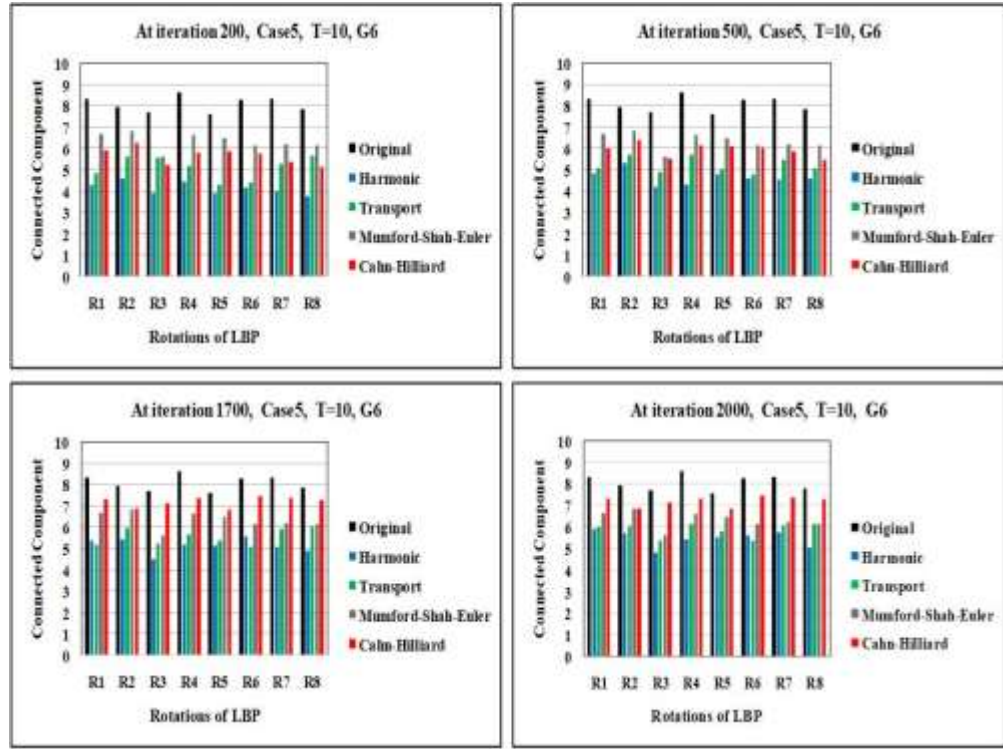 At iteration 200, Case5, T=10, G6
10
9
8
7
6
5
4
3
2
1
0
Connected Component
R1 R2 R3 R4 R5 R6 R7 R8
Rotations of LBP
Original
Harmonic
Transport
Mumford-Shah-Euler
Cahn-Hilliard
At iteration 500, Case5, T=10, G6
10
9
8
7
6
5
4
3
2
1
0
Connected Component
R1 R2 R3 R4 R5 R6 R7 R8
Rotations of LBP
Original
Harmonic
Transport
Mumford-Shah-Euler
Cahn-Hilliard
At iteration 1700, Case5, T=10, G6
10
9
8
7
6
5
4
3
2
1
0
Connected Component
R1 R2 R3 R4 R5 R6 R7 R8
Rotations of LBP
Original
Harmonic
Transport
Mumford-Shah-Euler
Cahn-Hilliard
At iteration 2000, Case5, T=10, G6
10
9
8
7
6
5
4
3
2
1
0
Connected Component
R1 R2 R3 R4 R5 R6 R7 R8
Rotations of LBP
Original
Harmonic
Transport
Mumford-Shah-Euler
Cahn-Hilliard